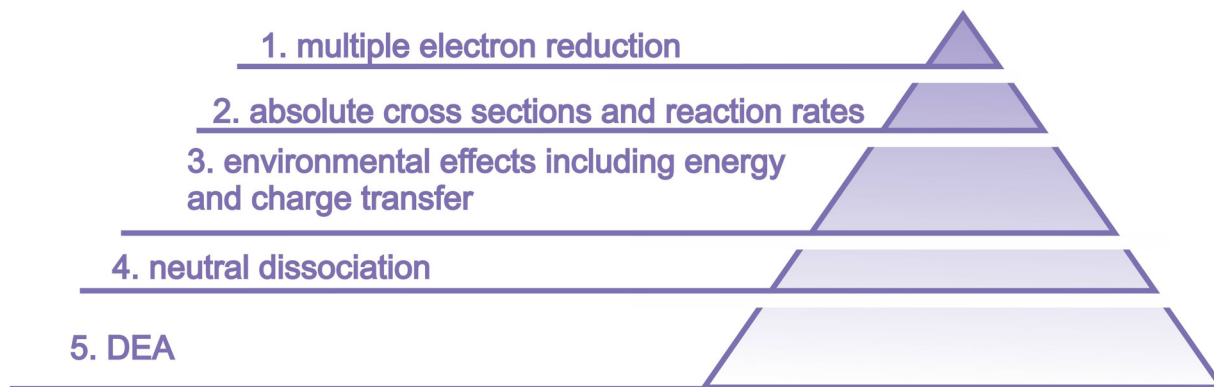 1. multiple electron reduction
2. absolute cross sections and reaction rates
3. environmental effects including energy
and charge transfer
4. neutral dissociation
5. DEA